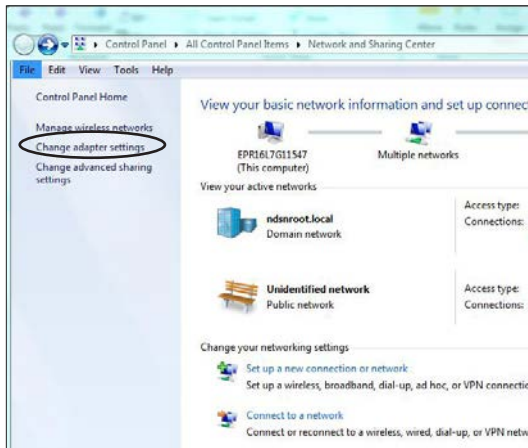 Control Panel ▸ All Control Panel Items ▸ Network and Sharing Center
File Edit View Tools Help
Control Panel Home
Manage wireless networks
Change adapter settings
Change advanced sharing
settings
View your basic network information and set up connec
EPR16L7G11547
(This computer)
Multiple networks
View your active networks
ndsnroot.local
Domain network
Access type:
Connections:
Unidentified network
Public network
Access type:
Connections:
Change your networking settings
Set up a new connection or network
Set up a wireless, broadband, dial-up, ad hoc, or VPN connectio
Connect to a network
Connect or reconnect to a wireless, wired, dial-up, or VPN netw